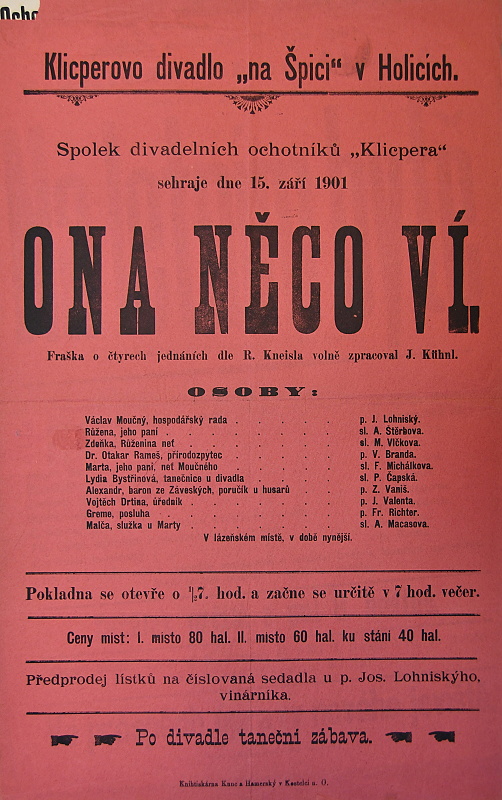 Ocho
Klicperovo divadlo „na Špici“ v Holicích.
Spolek divadelních ochotníků „Klicpera“
sehraje dne 15. září 1901
ONA NĚCO VÍ.
Fraška o čtyrech jednáních dle R. Kneisla volně zpracoval J. Kühnl.
OSOBY:
Václav Moučný, hospodářský rada . . . . . p. J. Lohniský.
Růžena, jeho paní . . . . . . . . sl. A. Štěrbova.
Zdeňka, Růženina neť . . . . . . . sl. M. Vlčkova.
Dr. Otakar Rameš, přírodozpytec . . . . . p. V. Branda.
Marta, jeho paní, neť Moučného . . . . . sl. F. Michálkova.
Lydia Bystřinová, tanečnice u divadla . . . . sl. P. Čapská.
Alexandr, baron ze Záveských, poručík u husarů . . p. Z. Vaniš.
Vojtěch Drtina, úředník . . . . . . . p. J. Valenta.
Greme, posluha . . . . . . . . p. Fr. Richter.
Malča, služka u Marty . . . . . . . sl. A. Macasova.
V lázeňském místě, v době nynější.
Pokladna se otevře o ½7. hod. a začne se určitě v 7 hod. večer.
Ceny míst: I. místo 80 hal. II. místo 60 hal. ku stání 40 hal.
Předprodej lístků na číslovaná sedadla u p. Jos. Lohniskýho,
vinárníka.
Po divadle taneční zábava.
Knihtiskárna Knuc a Hamerský v Kostelci n. O.